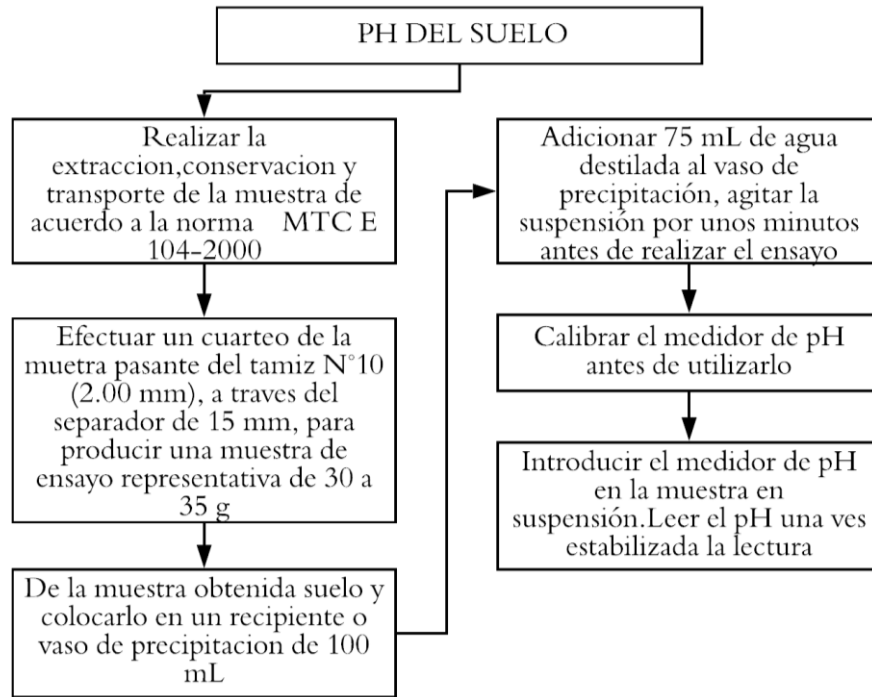 PH DEL SUELO
Realizar la
extraccion,conservacion y
transporte de la muestra de
acuerdo a la norma MTC E
104-2000
Efectuar un cuarteo de la
muetra pasante del tamiz N°10
(2.00 mm), a traves del
separador de 15 mm, para
producir una muestra de
ensayo representativa de 30 a
35 g
De la muestra obtenida suelo y
colocarlo en un recipiente o
vaso de precipitacion de 100
mL
Adicionar 75 mL de agua
destilada al vaso de
precipitación, agitar la
suspensión por unos minutos
antes de realizar el ensayo
Calibrar el medidor de pH
antes de utilizarlo
Introducir el medidor de pH
en la muestra en
suspensión.Leer el pH una ves
estabilizada la lectura